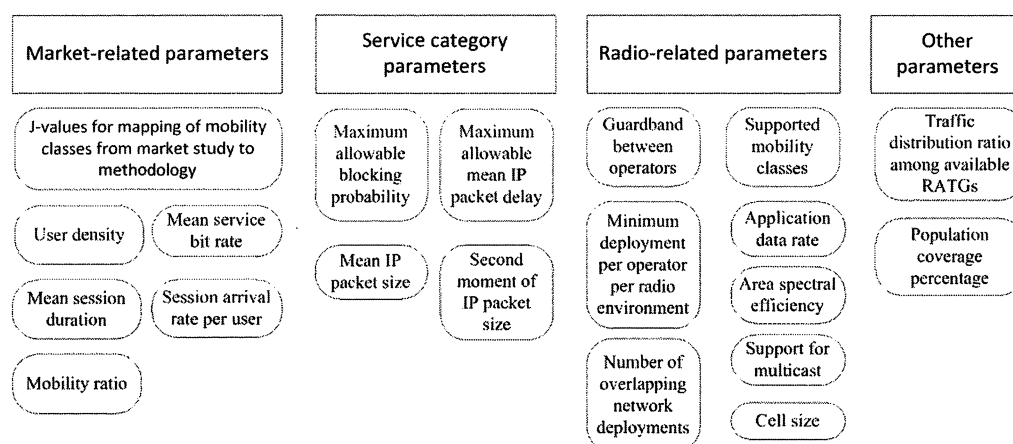 Market-related parameters
Service category
parameters
Radio-related parameters
Other
parameters
J-values for mapping of mobility
classes from market study to
methodology
User density
Mean service
bit rate
Mean session
duration
Session arrival
rate per user
Mobility ratio
Maximum
allowable
blocking
probability
Maximum
allowable
mean IP
packet delay
Mean IP
packet size
Second
moment of
IP packet
size
Guardband
between
operators
Supported
mobility
classes
Minimum
deployment
per operator
per radio
environment
Application
data rate
Area spectral
efficiency
Number of
overlapping
network
deployments
Support for
multicast
Cell size
Traffic
distribution ratio
among available
RATGs
Population
coverage
percentage